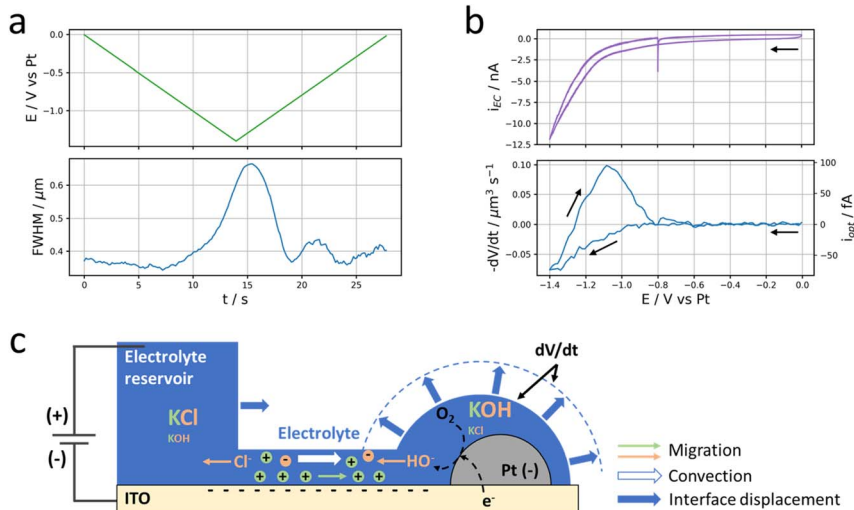 a
E / V vs Pt
0.0
−0.5
−1.0
FWHM / μm
0.6
0.5
0.4
0
5
10
15
20
25
t / s
b
i_EC / nA
0.0
−2.5
−5.0
−7.5
−10.0
−12.5
-dV/dt / μm³ s⁻¹
0.10
0.05
0.00
−0.05
100
50
0
−50
i_opt / fA
−1.4 −1.2 −1.0 −0.8 −0.6 −0.4 −0.2 0.0
E / V vs Pt
c
Electrolyte
reservoir
(+)
(-)
KCl
KOH
Electrolyte
Cl⁻
HO⁻
O₂
KOH
KCl
Pt (-)
e⁻
dV/dt
ITO
Migration
Convection
Interface displacement